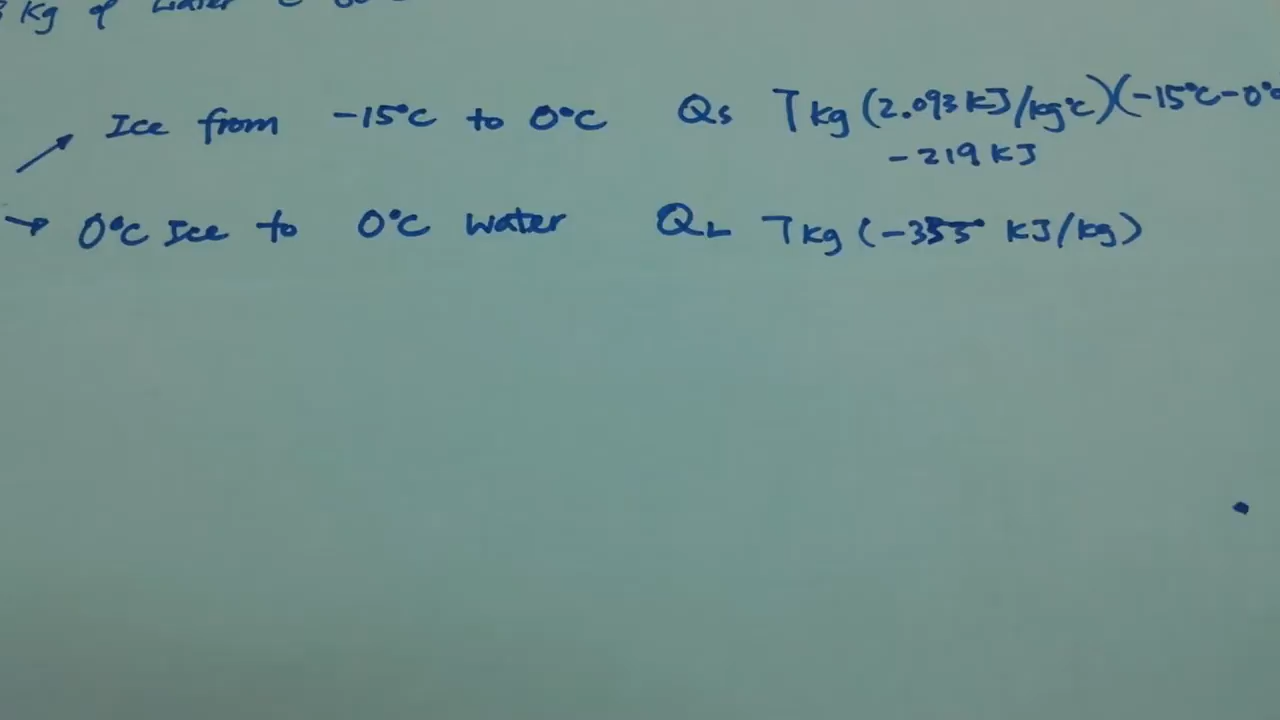 Kg of water
Ice from -15°C to 0°C Qs 7 kg (2.093 KJ/kg°C)(-15°C-0°C
-219 KJ
→ 0°C Ice to 0°C water QL 7 kg (-335 KJ/kg)